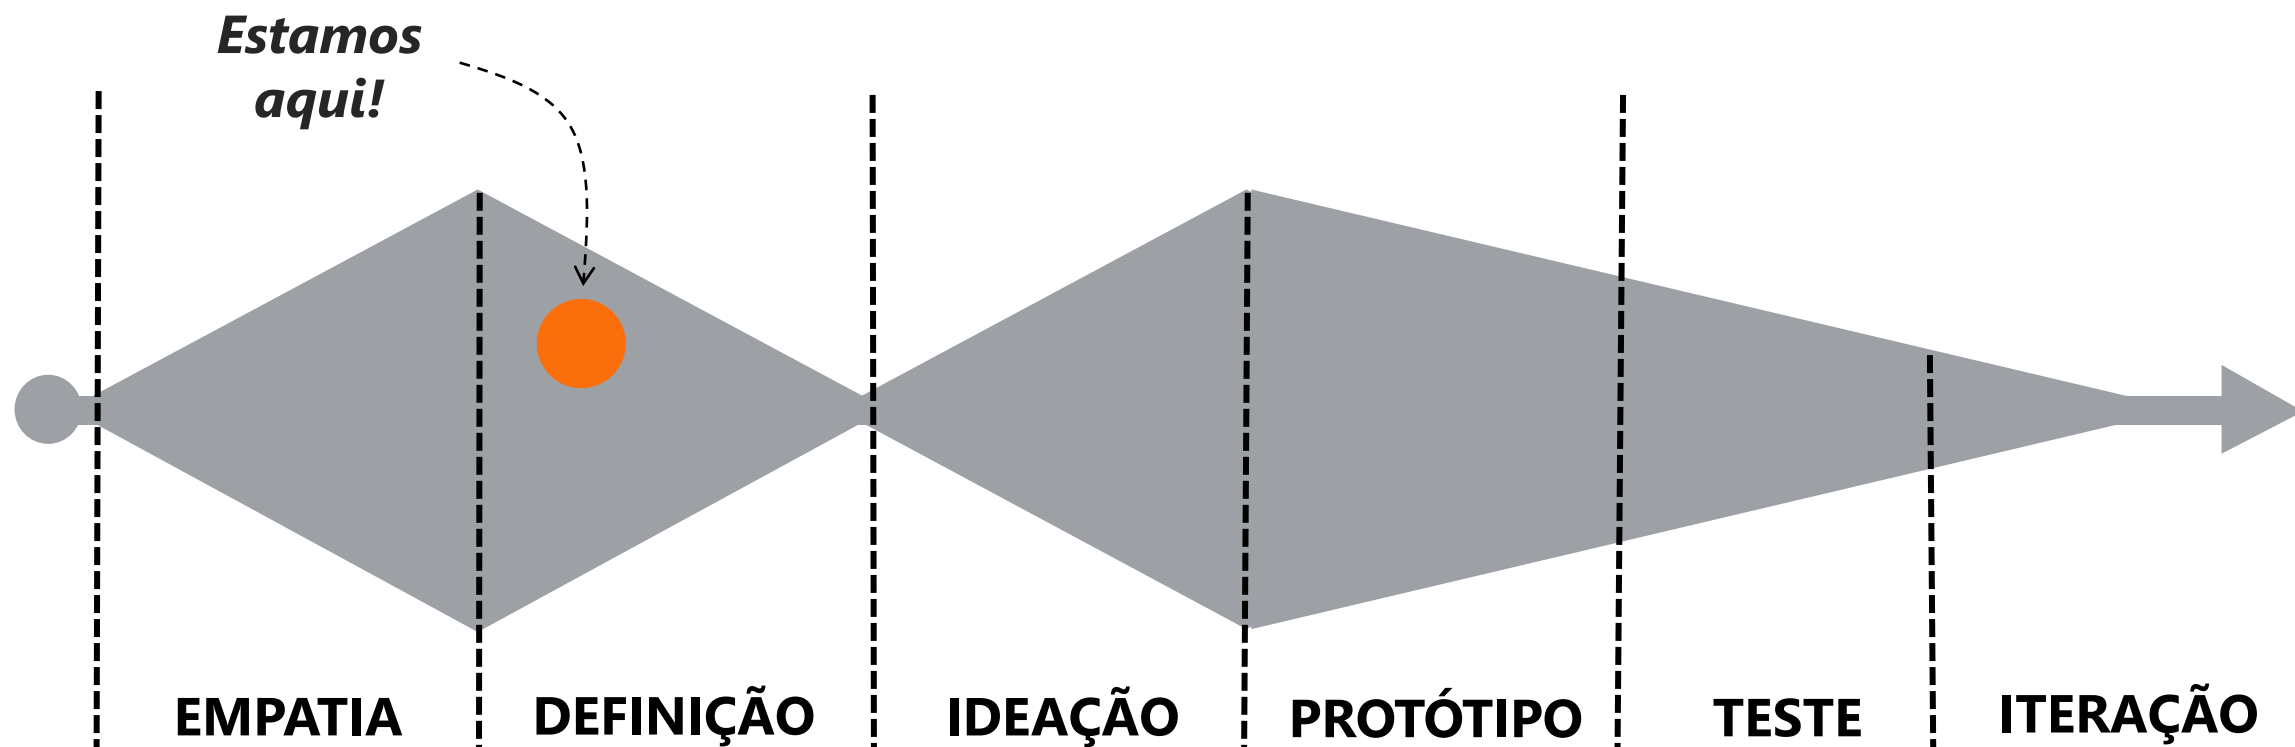 Estamos
aqui!
EMPATIA
DEFINIÇÃO
IDEAÇÃO
PROTÓTIPO
TESTE
ITERAÇÃO